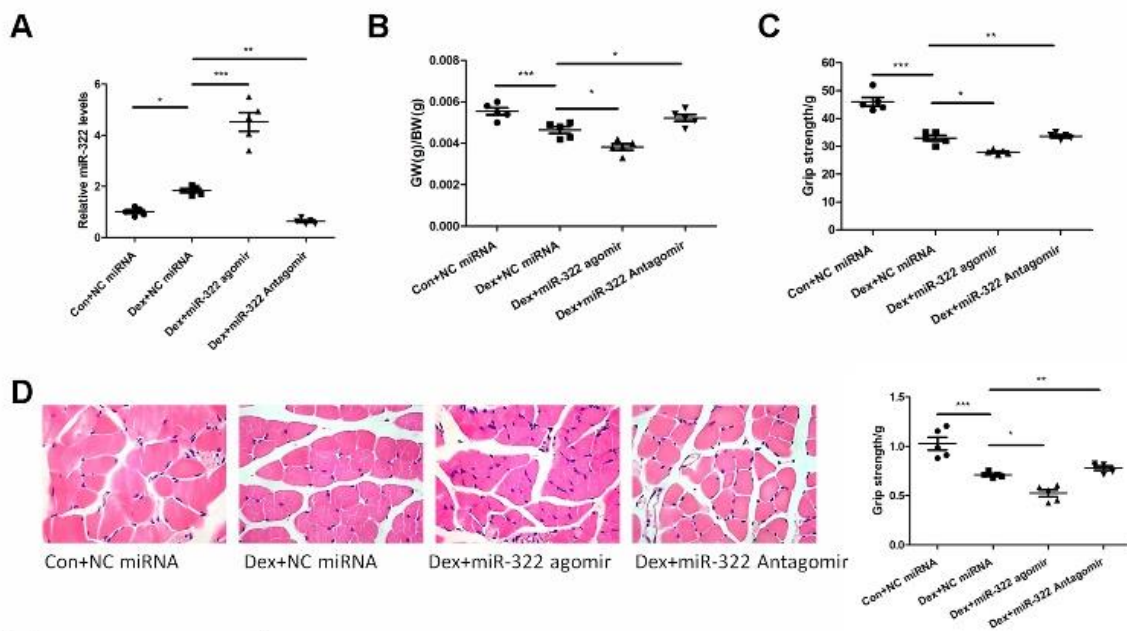 A
Relative miR-322 levels
6
4
2
0
*
***
**
Con+NC miRNA
Dex+NC miRNA
Dex+miR-322 agomir
Dex+miR-322 Antagomir
B
GW(g)/BW(g)
0.008
0.006
0.004
0.002
0.000
***
*
*
Con+NC miRNA
Dex+NC miRNA
Dex+miR-322 agomir
Dex+miR-322 Antagomir
C
Grip strength/g
60
50
40
30
20
10
0
***
**
*
Con+NC miRNA
Dex+NC miRNA
Dex+miR-322 agomir
Dex+miR-322 Antagomir
D
Con+NC miRNA
Dex+NC miRNA
Dex+miR-322 agomir
Dex+miR-322 Antagomir
Grip strength/g
1.5
1.0
0.5
0.0
***
**
*
Con+NC miRNA
Dex+NC miRNA
Dex+miR-322 agomir
Dex+miR-322 Antagomir